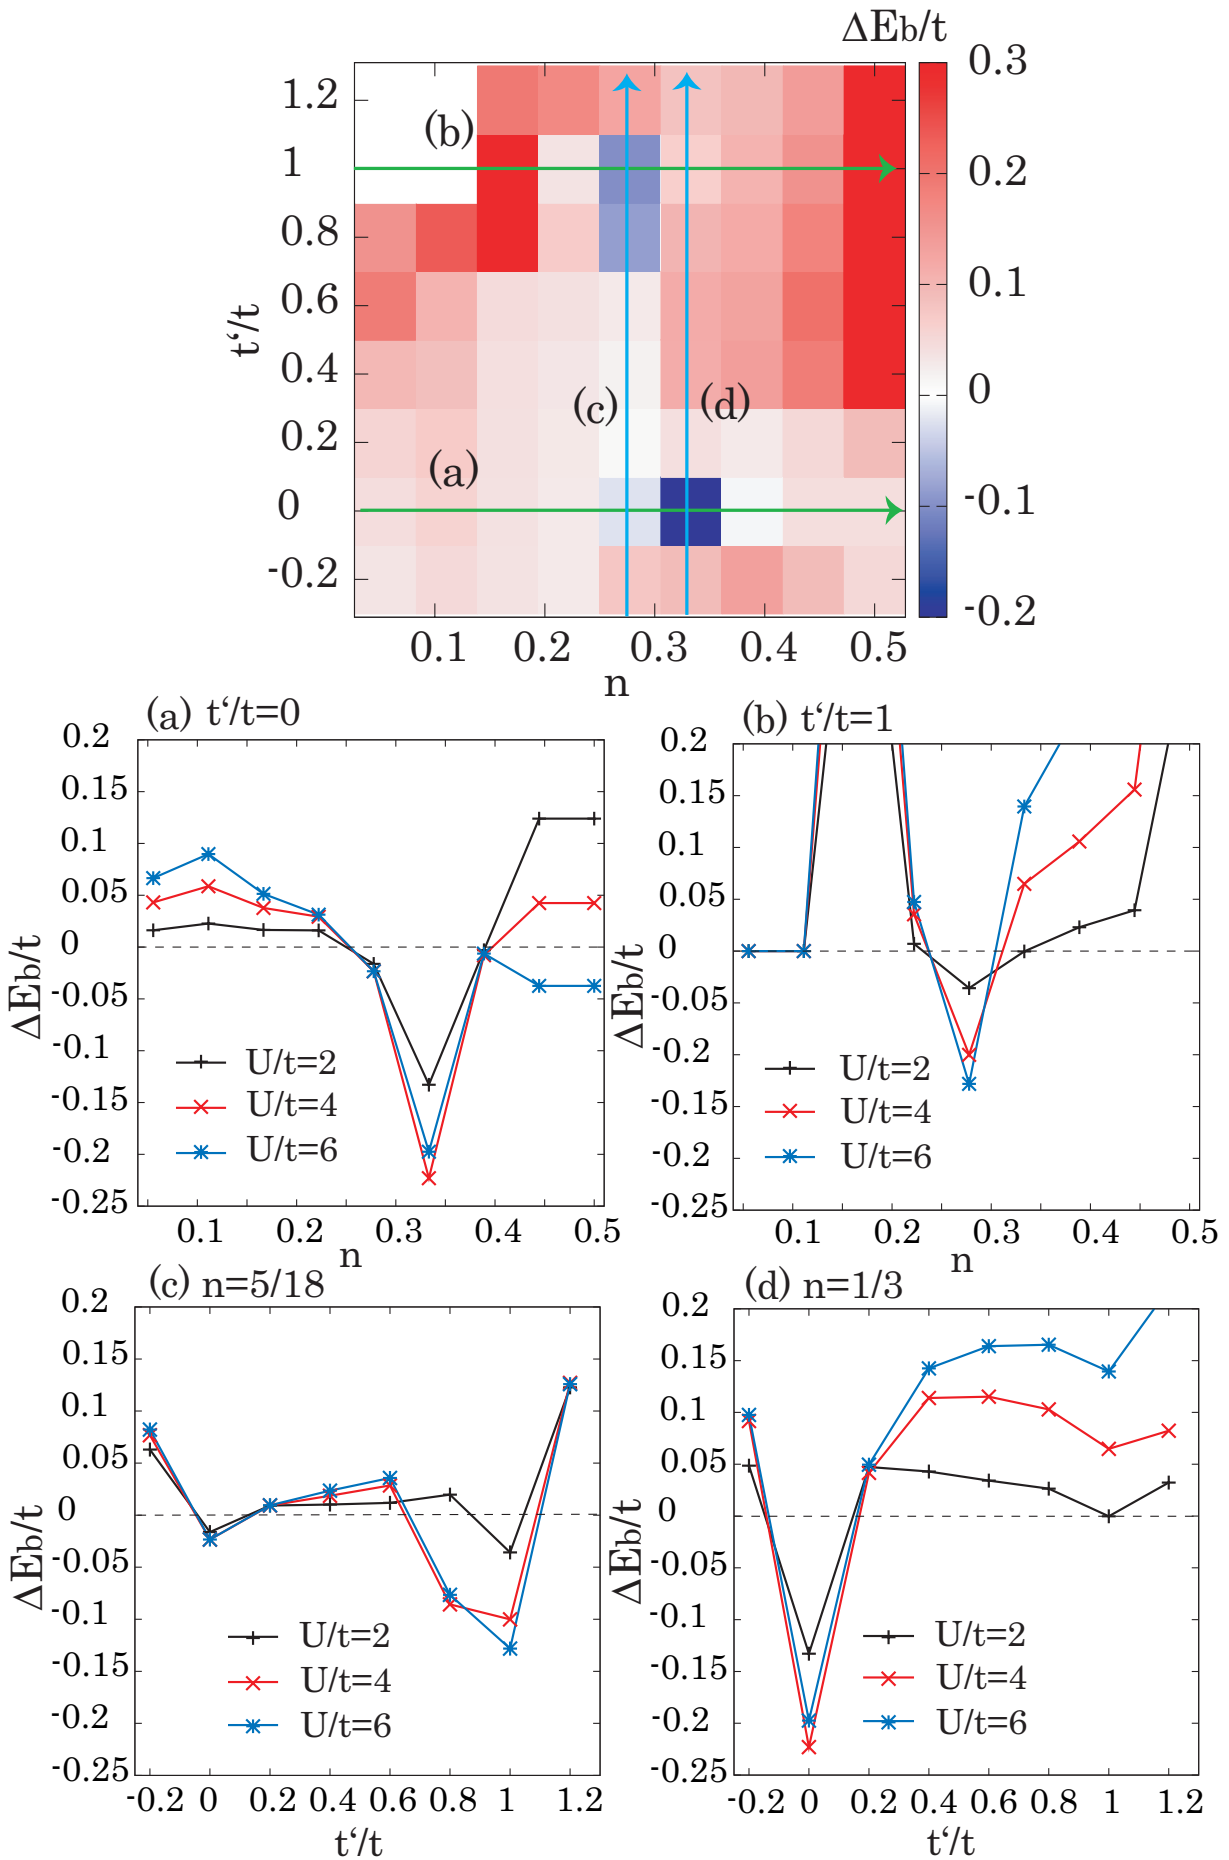 ΔEb/t
0.3
0.2
0.1
0
-0.1
-0.2
t‘/t
1.2
1
0.8
0.6
0.4
0.2
0
-0.2
(b)
(c)
(d)
(a)
0.1 0.2 0.3 0.4 0.5
n
(a) t‘/t=0
ΔEb/t
0.2
0.15
0.1
0.05
0
-0.05
-0.1
-0.15
-0.2
-0.25
U/t=2
U/t=4
U/t=6
0.1 0.2 0.3 0.4 0.5
n
(b) t‘/t=1
ΔEb/t
0.2
0.15
0.1
0.05
0
-0.05
-0.2
-0.15
-0.2
-0.25
U/t=2
U/t=4
U/t=6
0.1 0.2 0.3 0.4 0.5
n
(c) n=5/18
ΔEb/t
0.2
0.15
0.1
0.05
0
-0.05
-0.1
-0.15
-0.2
-0.25
U/t=2
U/t=4
U/t=6
-0.2 0 0.2 0.4 0.6 0.8 1 1.2
t‘/t
(d) n=1/3
ΔEb/t
0.2
0.15
0.1
0.05
0
-0.05
-0.1
-0.15
-0.2
-0.25
U/t=2
U/t=4
U/t=6
-0.2 0 0.2 0.4 0.6 0.8 1 1.2
t‘/t